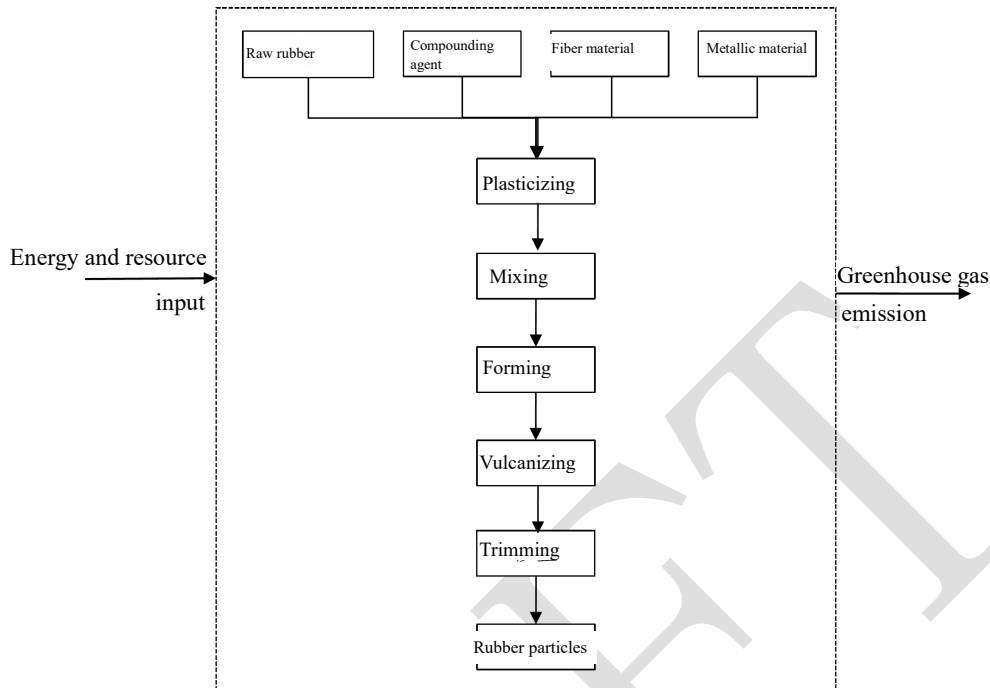 Raw rubber
Compounding
agent
Fiber material
Metallic material
Plasticizing
Energy and resource
input
Mixing
Greenhouse gas
emission
Forming
Vulcanizing
Trimming
Rubber particles